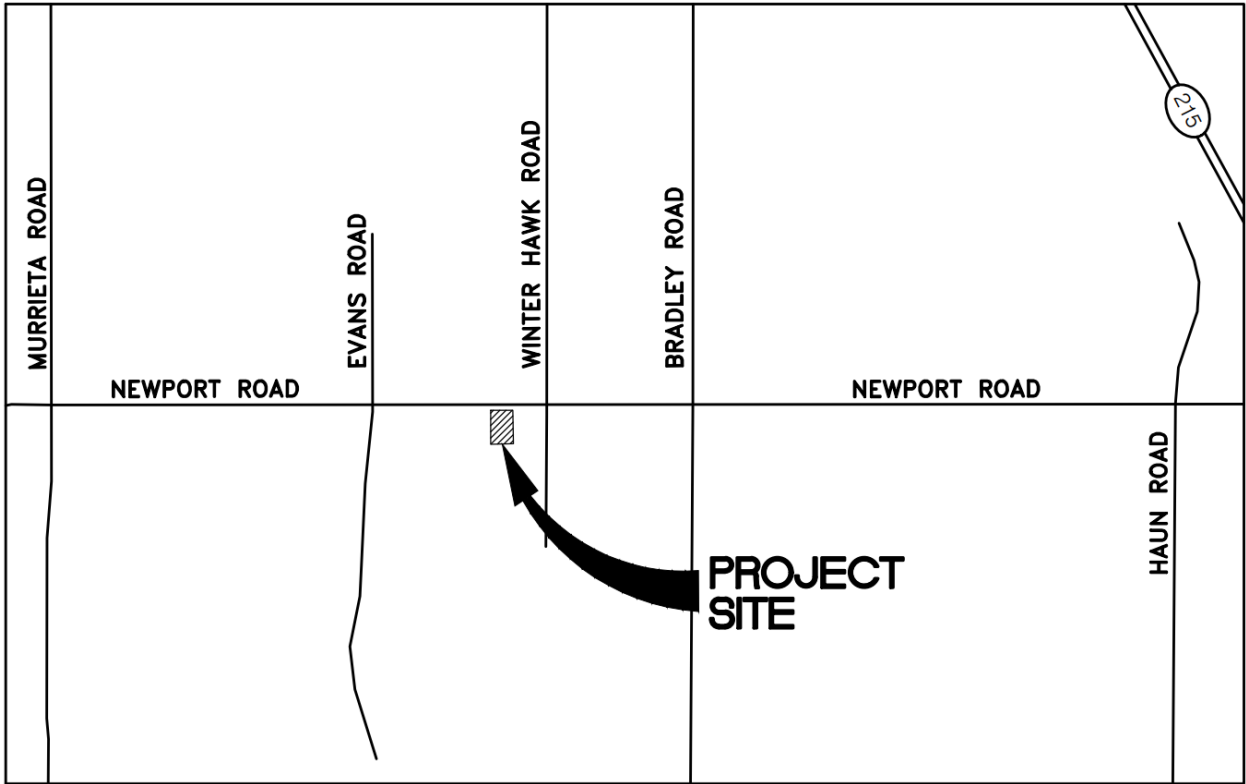 215
MURRIETA ROAD
EVANS ROAD
WINTER HAWK ROAD
BRADLEY ROAD
NEWPORT ROAD
NEWPORT ROAD
HAUN ROAD
PROJECT
SITE